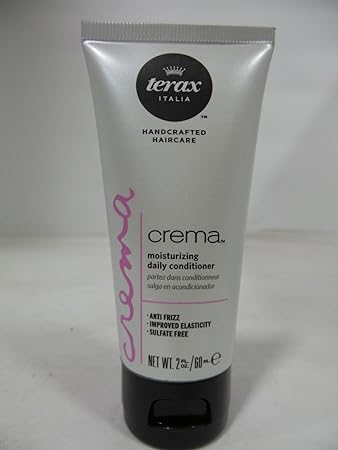 terax
ITALIA
™
HANDCRAFTED
HAIRCARE
crema
crema™
moisturizing
daily conditioner
partez dans conditionneur
salga en acondicionador
· ANTI FRIZZ
· IMPROVED ELASTICITY
· SULFATE FREE
NET WT. 2 FL. OZ. / 60 ML ℮